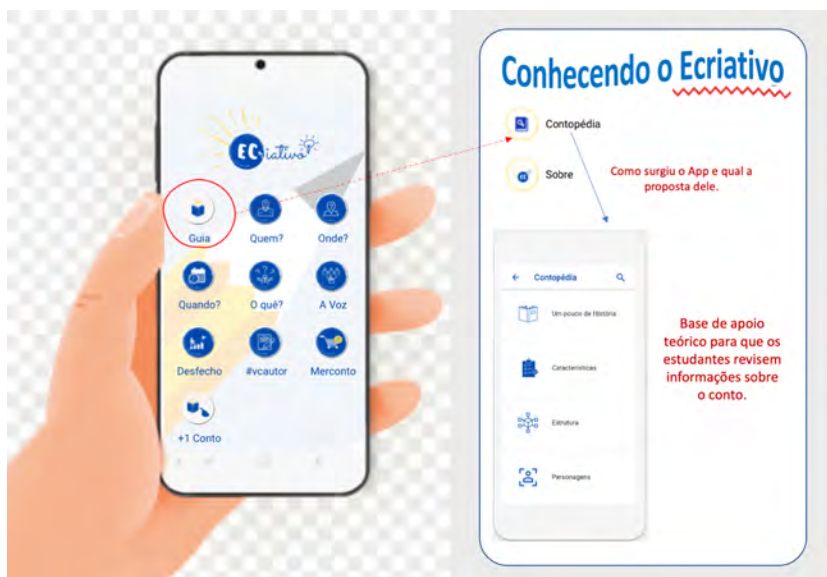 ECriativo
Guia
Quem?
Onde?
Quando?
O quê?
A Voz
Desfecho
#vcautor
Merconto
+1 Conto
Conhecendo o Ecriativo
Contopédia
Sobre
Como surgiu o App e qual a
proposta dele.
Contopédia
Um pouco de História
Características
Estrutura
Personagens
Base de apoio
teórico para que os
estudantes revisem
informações sobre
o conto.